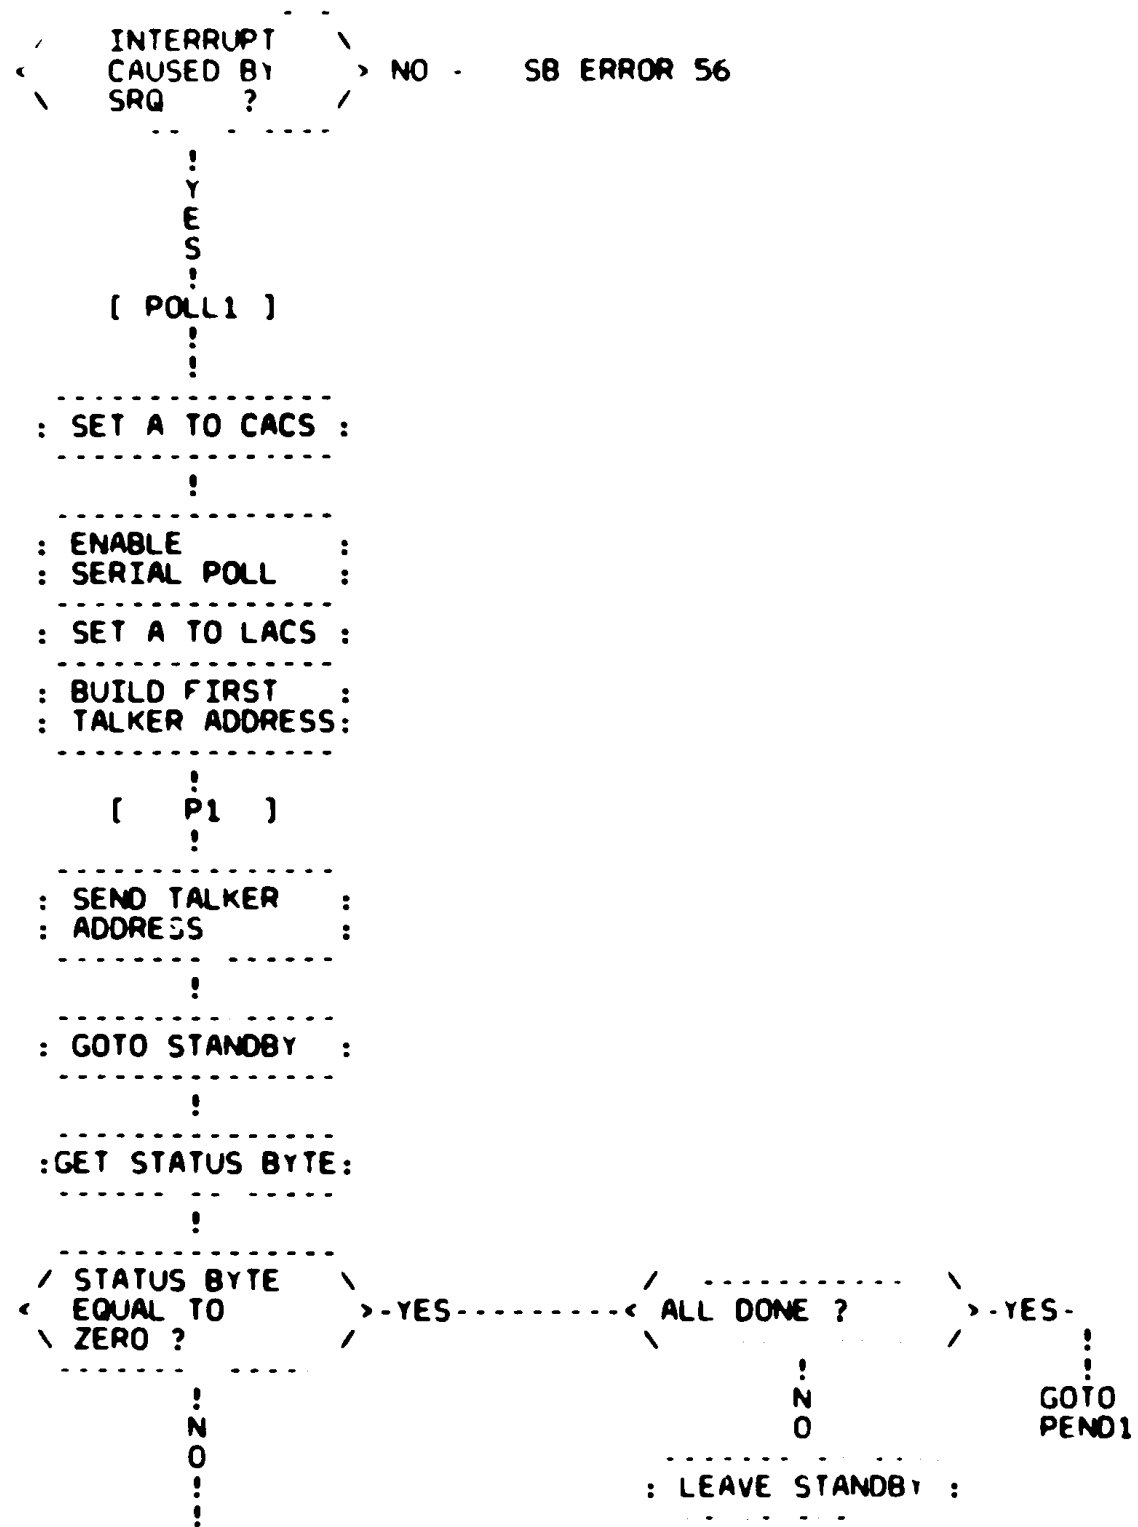 INTERRUPT
CAUSED BY > NO - SB ERROR 56
SRQ ?
!
Y
E
S
!
[ POLL1 ]
!
!
: SET A TO CACS :
!
: ENABLE :
: SERIAL POLL :
: SET A TO LACS :
: BUILD FIRST :
: TALKER ADDRESS:
!
[ P1 ]
!
: SEND TALKER :
: ADDRESS :
!
: GOTO STANDBY :
!
:GET STATUS BYTE:
!
/ STATUS BYTE \ / ----------- \
< EQUAL TO >-YES---------< ALL DONE ? >-YES-
\ ZERO ? / \ / !
! ! !
! N GOTO
N O PEND1
O
! : LEAVE STANDBY :
!